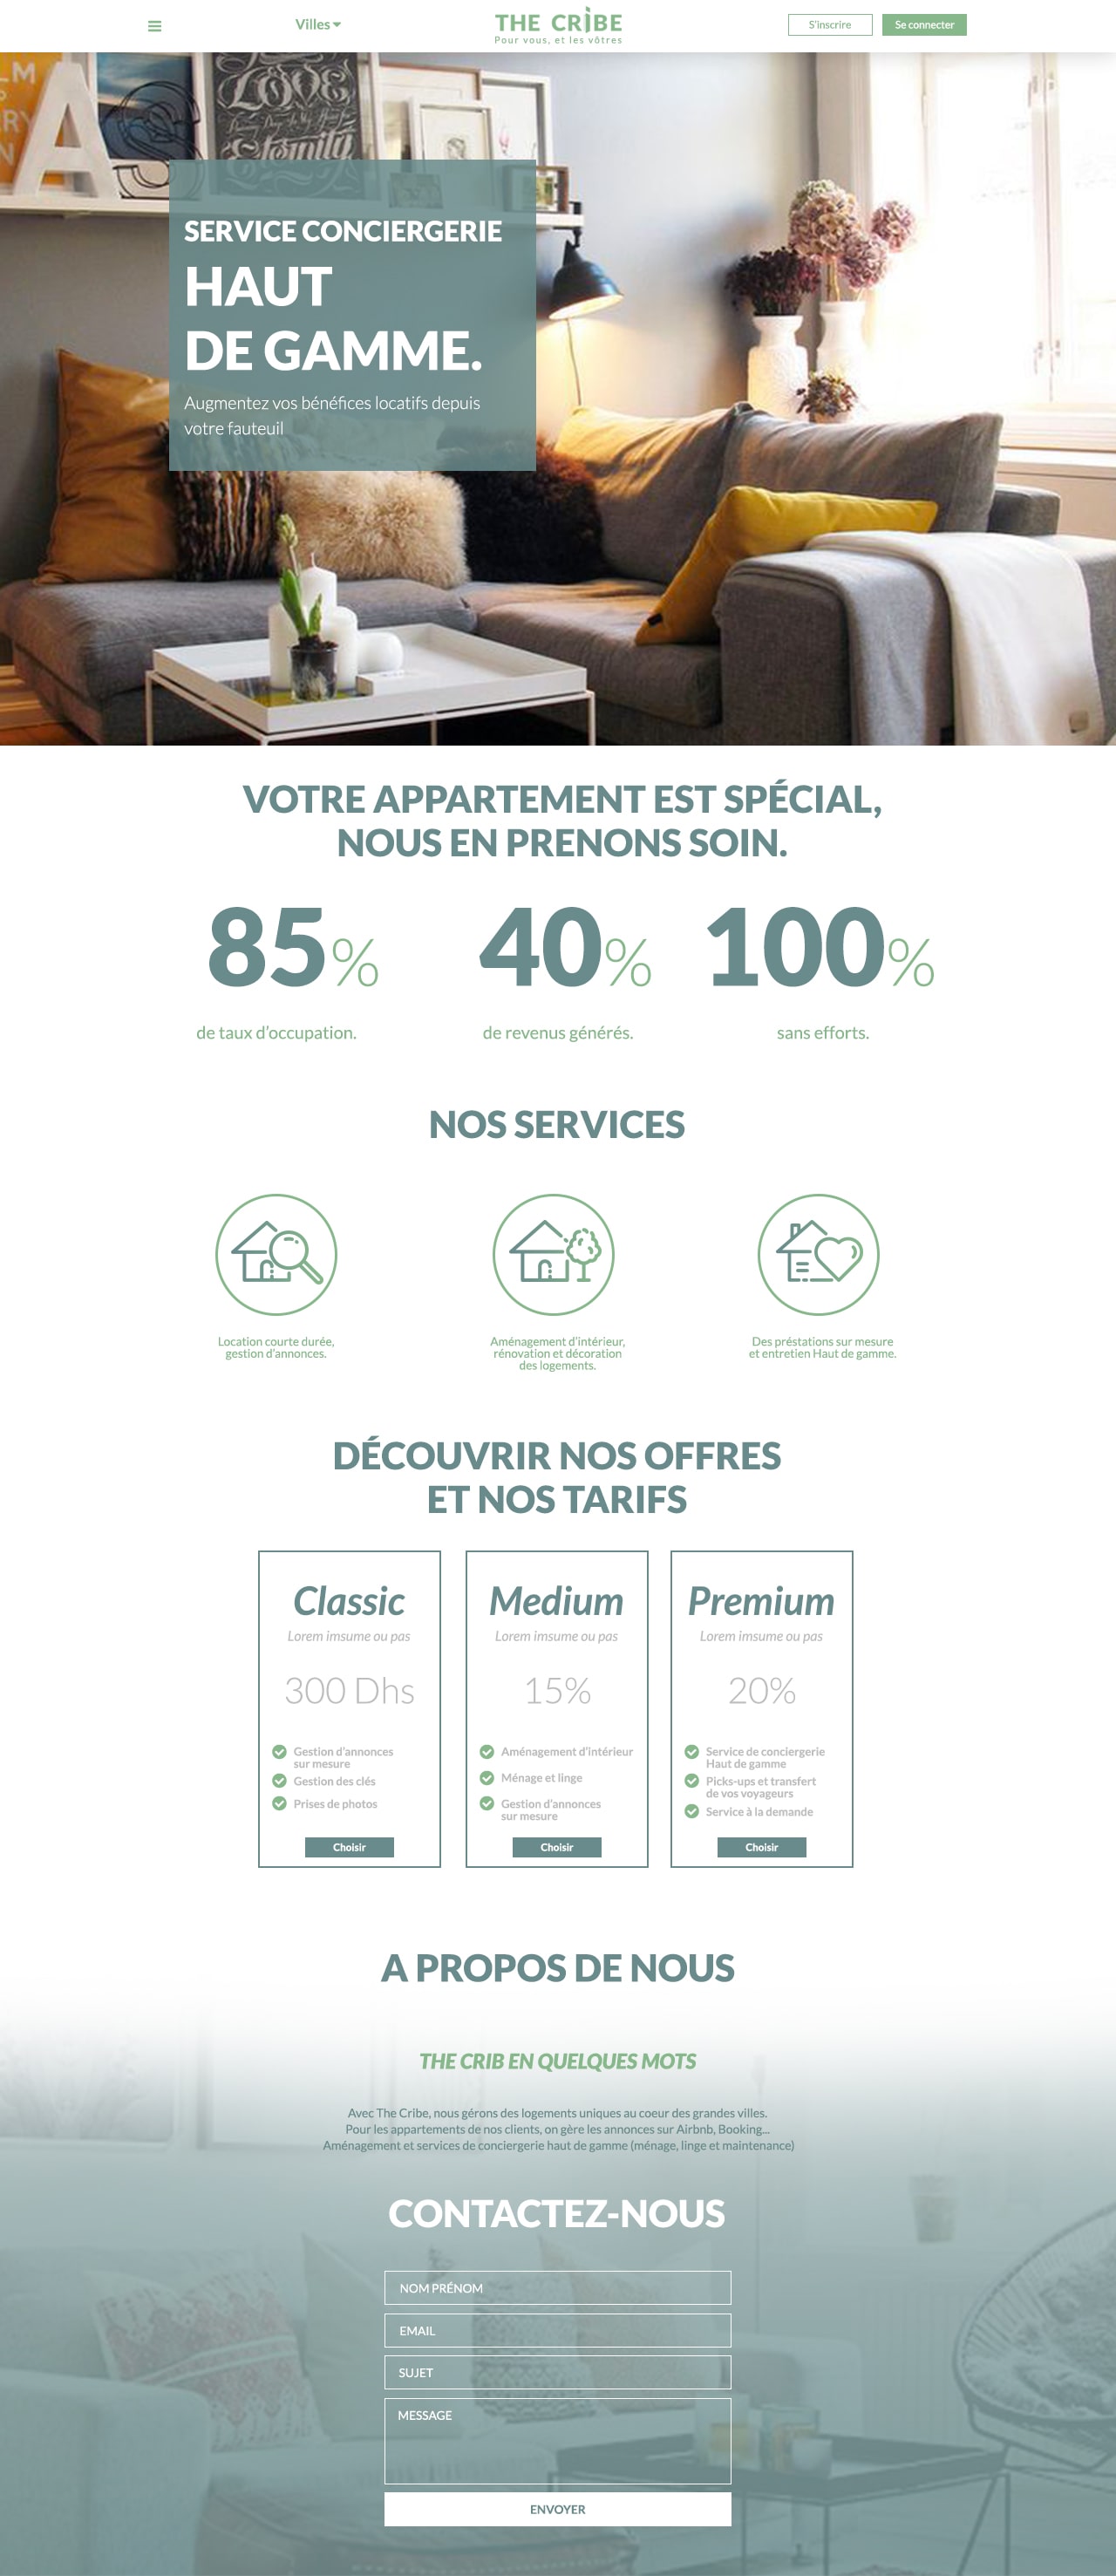 Villes
THE CRIBE
Pour vous, et les vôtres
S'inscrire
Se connecter
LOVE
Eternity
SERVICE CONCIERGERIE
HAUT
DE GAMME.
Augmentez vos bénéfices locatifs depuis
votre fauteuil
VOTRE APPARTEMENT EST SPÉCIAL,
NOUS EN PRENONS SOIN.
85% 40% 100%
de taux d'occupation. de revenus générés. sans efforts.
NOS SERVICES
Location courte durée,
gestion d'annonces.
Aménagement d'intérieur,
rénovation et décoration
des logements.
Des préstations sur mesure
et entretien Haut de gamme.
DÉCOUVRIR NOS OFFRES
ET NOS TARIFS
Classic
Lorem imsume ou pas
300 Dhs
Gestion d'annonces
sur mesure
Gestion des clés
Prises de photos
Choisir
Medium
Lorem imsume ou pas
15%
Aménagement d'intérieur
Ménage et linge
Gestion d'annonces
sur mesure
Choisir
Premium
Lorem imsume ou pas
20%
Service de conciergerie
Haut de gamme
Picks-ups et transfert
de vos voyageurs
Service à la demande
Choisir
A PROPOS DE NOUS
THE CRIB EN QUELQUES MOTS
Avec The Cribe, nous gérons des logements uniques au coeur des grandes villes.
Pour les appartements de nos clients, on gère les annonces sur Airbnb, Booking...
Aménagement et services de conciergerie haut de gamme (ménage, linge et maintenance)
CONTACTEZ-NOUS
NOM PRÉNOM
EMAIL
SUJET
MESSAGE
ENVOYER